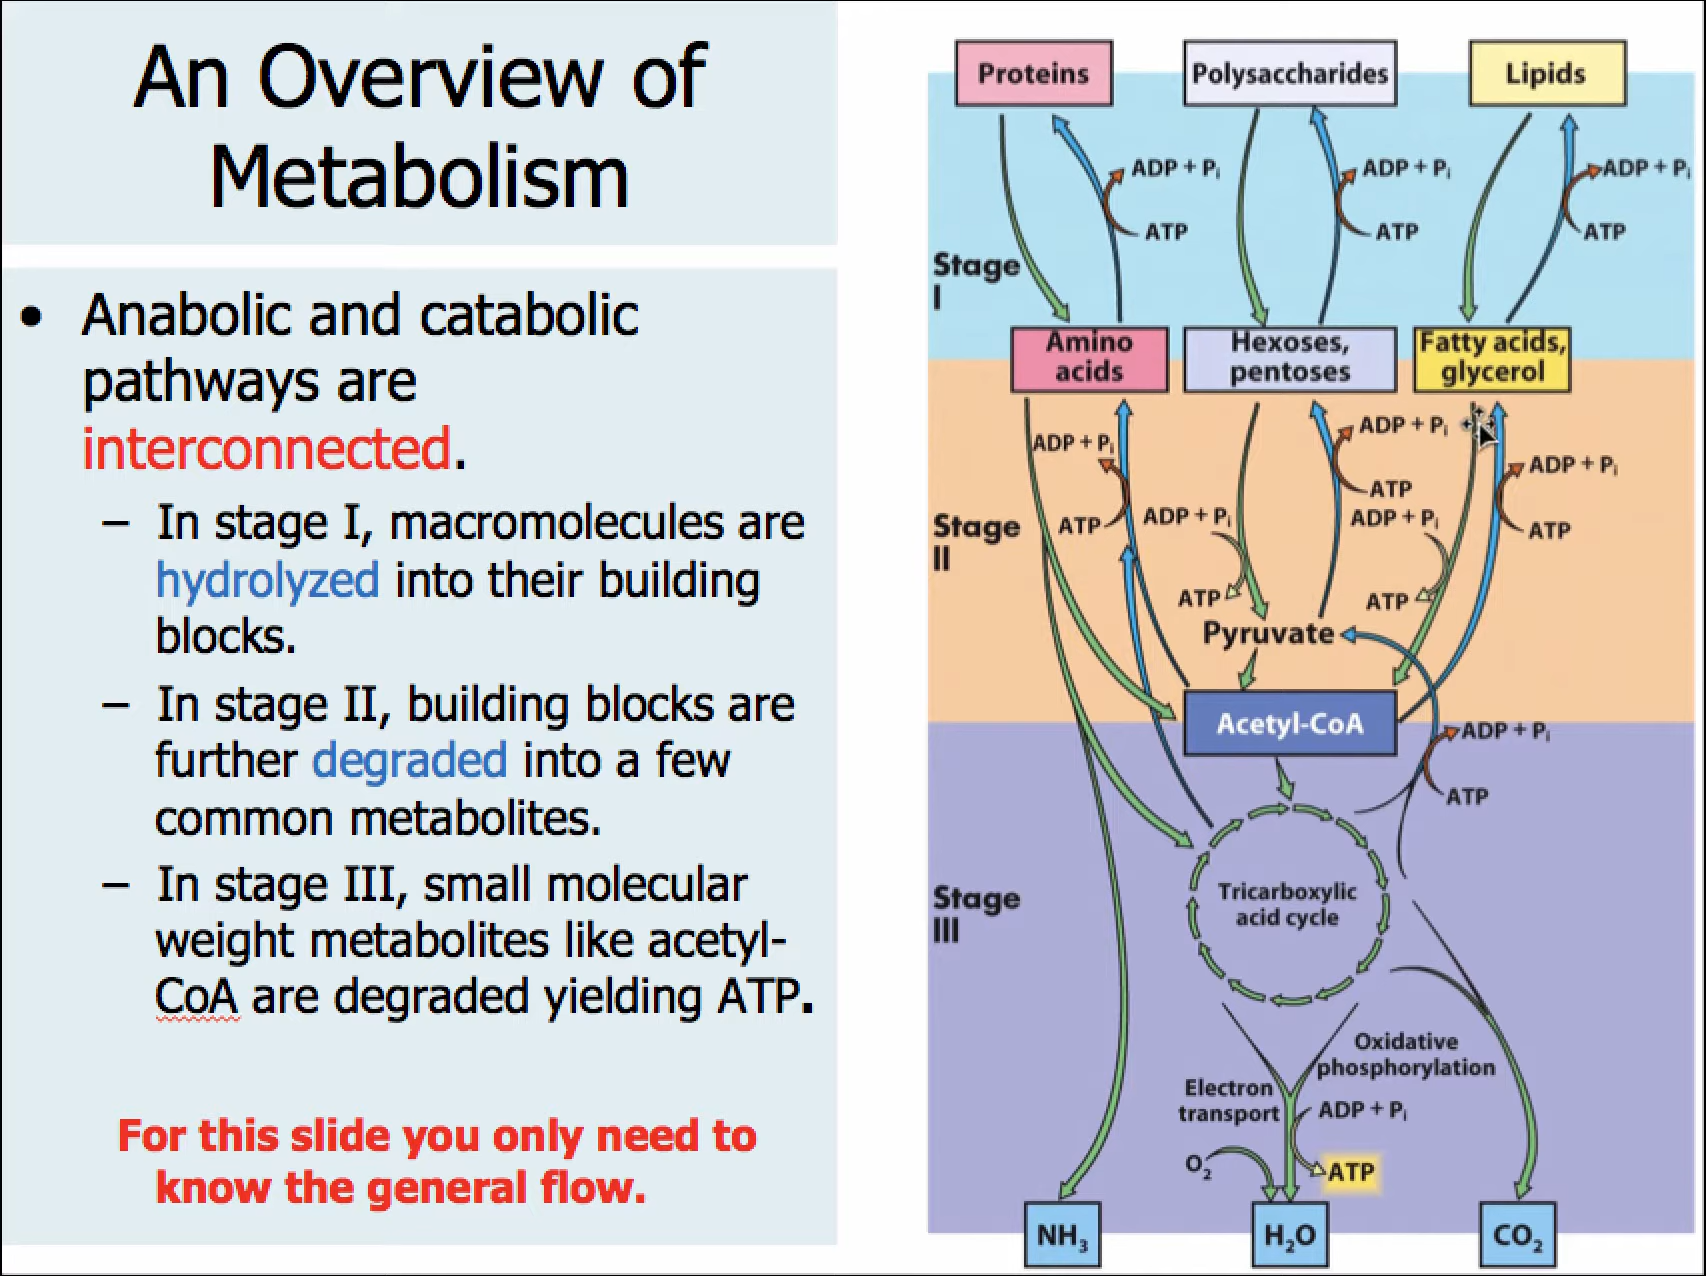 An Overview of
Metabolism
• Anabolic and catabolic
pathways are
interconnected.
– In stage I, macromolecules are
hydrolyzed into their building
blocks.
– In stage II, building blocks are
further degraded into a few
common metabolites.
– In stage III, small molecular
weight metabolites like acetyl-
CoA are degraded yielding ATP.
For this slide you only need to
know the general flow.
Proteins
Polysaccharides
Lipids
ADP + Pi
ADP + Pi
ADP + Pi
ATP
ATP
ATP
Stage
I
Amino
acids
Hexoses,
pentoses
Fatty acids,
glycerol
ADP + Pi
ADP + Pi
ADP + Pi
ATP
ATP
ATP
ADP + Pi
ADP + Pi
Stage
II
ATP
ATP
Pyruvate
Acetyl-CoA
ADP + Pi
ATP
Stage
III
Tricarboxylic
acid cycle
Oxidative
phosphorylation
Electron
transport
ADP + Pi
O2
ATP
NH3
H2O
CO2